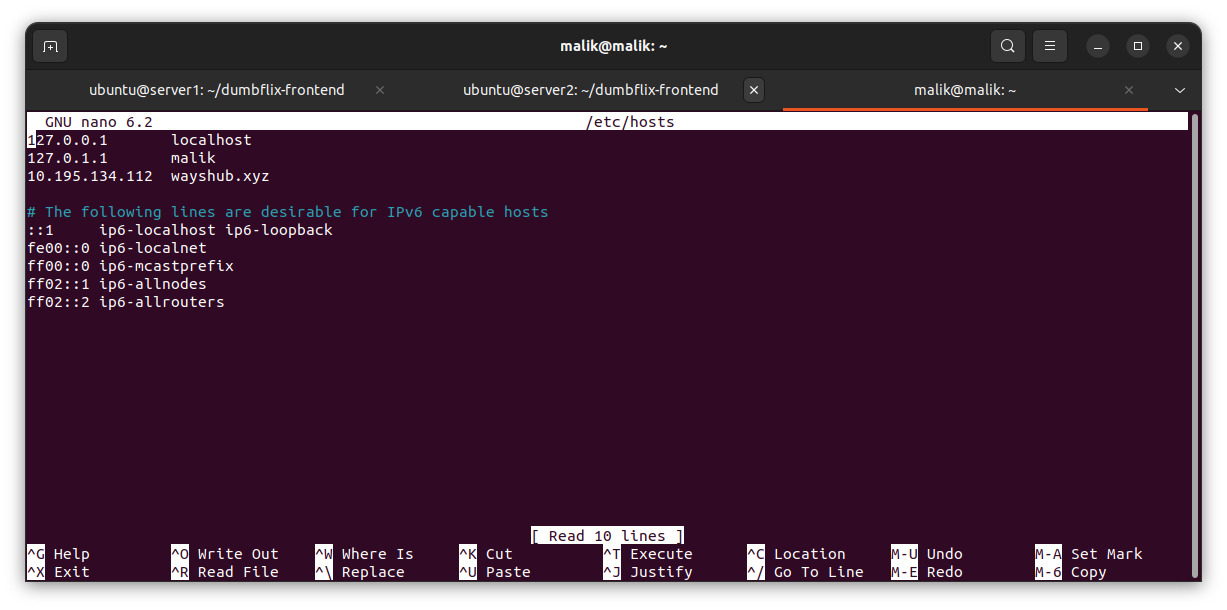 malik@malik: ~
ubuntu@server1: ~/dumbflix-frontend
ubuntu@server2: ~/dumbflix-frontend
malik@malik: ~
GNU nano 6.2 /etc/hosts
127.0.0.1 localhost
127.0.1.1 malik
10.195.134.112 wayshub.xyz
# The following lines are desirable for IPv6 capable hosts
::1 ip6-localhost ip6-loopback
fe00::0 ip6-localnet
ff00::0 ip6-mcastprefix
ff02::1 ip6-allnodes
ff02::2 ip6-allrouters
[ Read 10 lines ]
^G Help ^O Write Out ^W Where Is ^K Cut ^T Execute ^C Location M-U Undo M-A Set Mark
^X Exit ^R Read File ^\ Replace ^U Paste ^J Justify ^/ Go To Line M-E Redo M-6 Copy